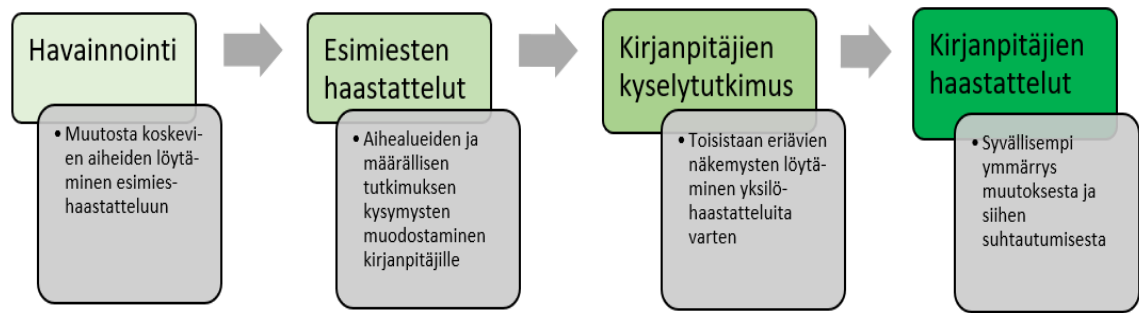 Havainnointi
• Muutosta koskevi-
en aiheiden löytä-
minen esimies-
haastatteluun
Esimiesten
haastattelut
• Aihealueiden ja
määrällisen
tutkimuksen
kysymysten
muodostaminen
kirjanpitäjille
Kirjanpitäjien
kyselytutkimus
• Toisistaan eriävien
näkemysten löytä-
minen yksilö-
haastatteluita
varten
Kirjanpitäjien
haastattelut
• Syvällisempi
ymmärrys
muutoksesta ja
siihen
suhtautumisesta